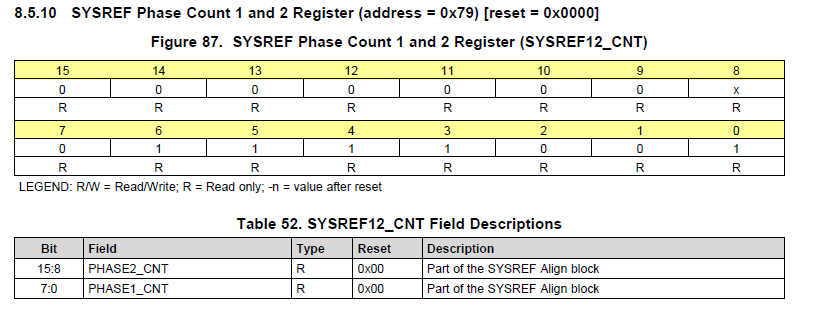 8.5.10 SYSREF Phase Count 1 and 2 Register (address = 0x79) [reset = 0x0000]
Figure 87. SYSREF Phase Count 1 and 2 Register (SYSREF12_CNT)
15 14 13 12 11 10 9 8
0 0 0 0 0 0 0 x
R R R R R R R R
7 6 5 4 3 2 1 0
0 1 1 1 1 0 0 1
R R R R R R R R
LEGEND: R/W = Read/Write; R = Read only; -n = value after reset
Table 52. SYSREF12_CNT Field Descriptions
Bit Field Type Reset Description
15:8 PHASE2_CNT R 0x00 Part of the SYSREF Align block
7:0 PHASE1_CNT R 0x00 Part of the SYSREF Align block